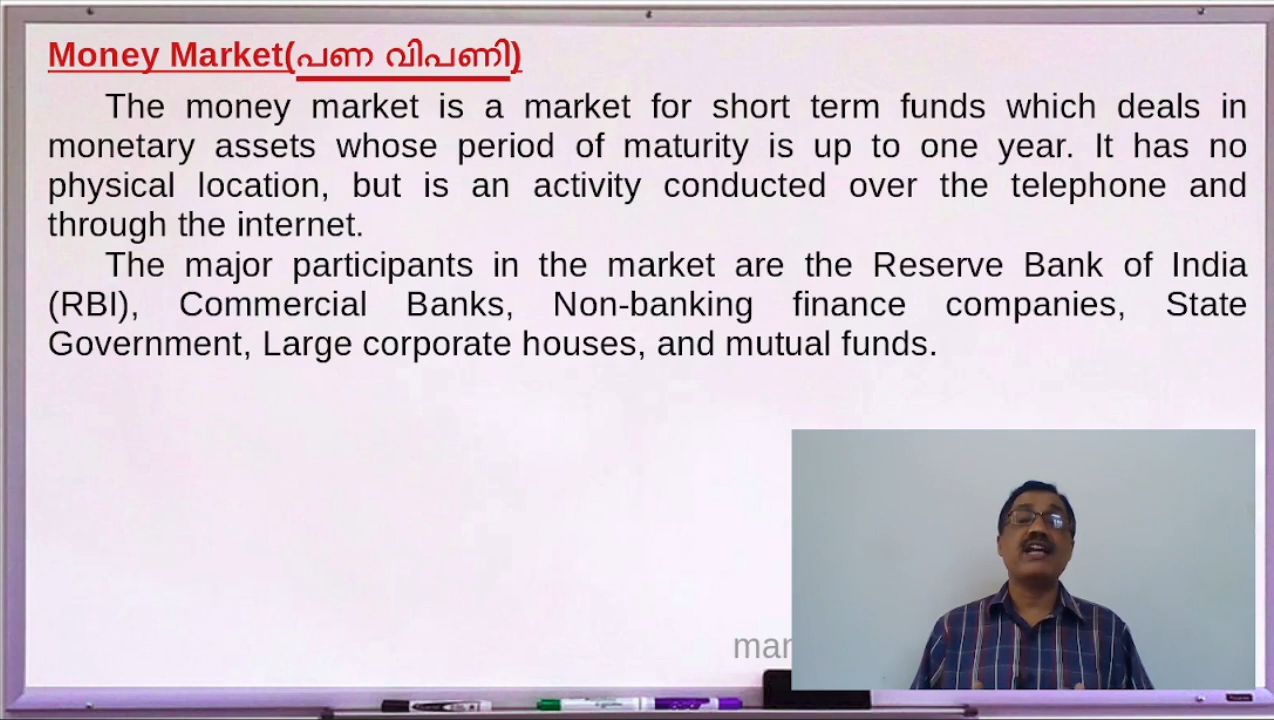 Money Market(പണ വിപണി)
The money market is a market for short term funds which deals in
monetary assets whose period of maturity is up to one year. It has no
physical location, but is an activity conducted over the telephone and
through the internet.
The major participants in the market are the Reserve Bank of India
(RBI), Commercial Banks, Non-banking finance companies, State
Government, Large corporate houses, and mutual funds.